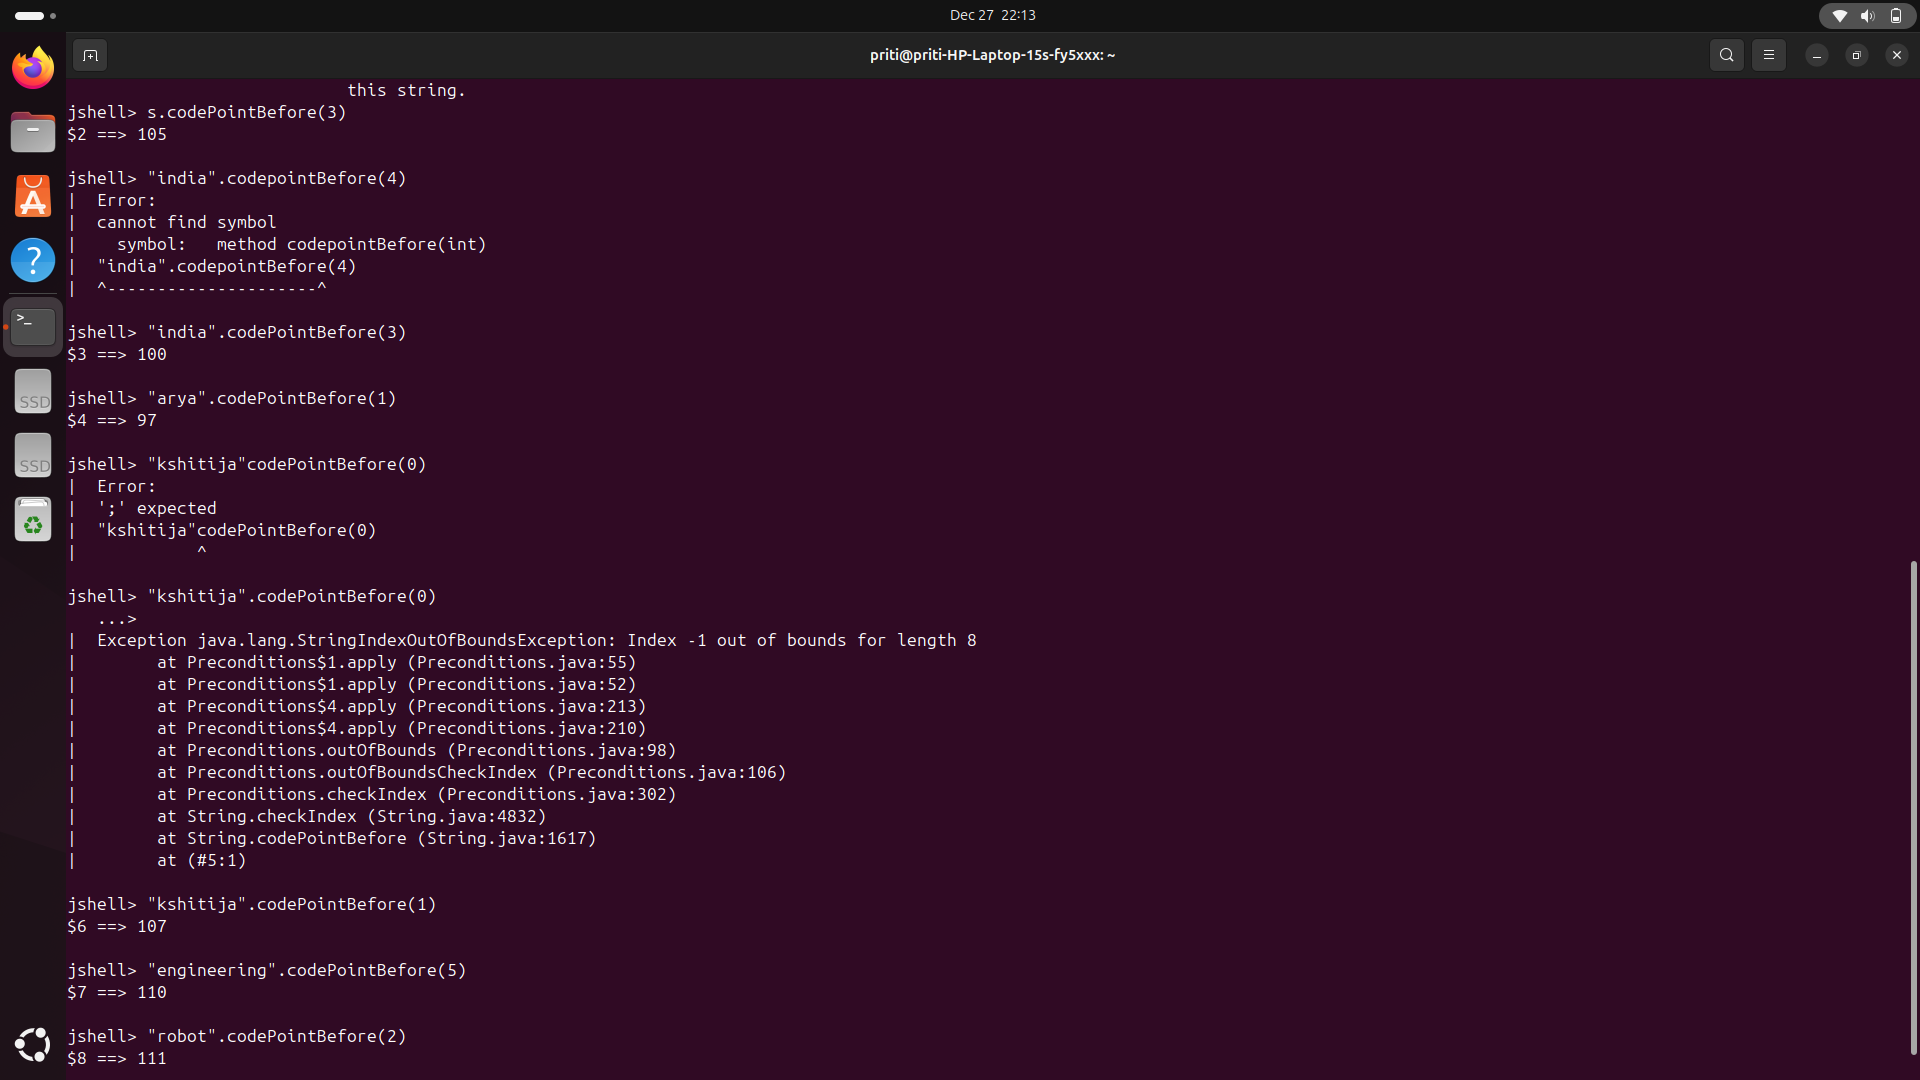 Dec 27 22:13
priti@priti-HP-Laptop-15s-fy5xxx: ~
this string.
jshell> s.codePointBefore(3)
$2 ==> 105
jshell> "india".codepointBefore(4)
|  Error:
|  cannot find symbol
|    symbol:   method codepointBefore(int)
|  "india".codepointBefore(4)
|  ^---------------------^
jshell> "india".codePointBefore(3)
$3 ==> 100
jshell> "arya".codePointBefore(1)
$4 ==> 97
jshell> "kshitija"codePointBefore(0)
|  Error:
|  ';' expected
|  "kshitija"codePointBefore(0)
|            ^
jshell> "kshitija".codePointBefore(0)
   ...>
|  Exception java.lang.StringIndexOutOfBoundsException: Index -1 out of bounds for length 8
|        at Preconditions$1.apply (Preconditions.java:55)
|        at Preconditions$1.apply (Preconditions.java:52)
|        at Preconditions$4.apply (Preconditions.java:213)
|        at Preconditions$4.apply (Preconditions.java:210)
|        at Preconditions.outOfBounds (Preconditions.java:98)
|        at Preconditions.outOfBoundsCheckIndex (Preconditions.java:106)
|        at Preconditions.checkIndex (Preconditions.java:302)
|        at String.checkIndex (String.java:4832)
|        at String.codePointBefore (String.java:1617)
|        at (#5:1)
jshell> "kshitija".codePointBefore(1)
$6 ==> 107
jshell> "engineering".codePointBefore(5)
$7 ==> 110
jshell> "robot".codePointBefore(2)
$8 ==> 111
SSD
SSD